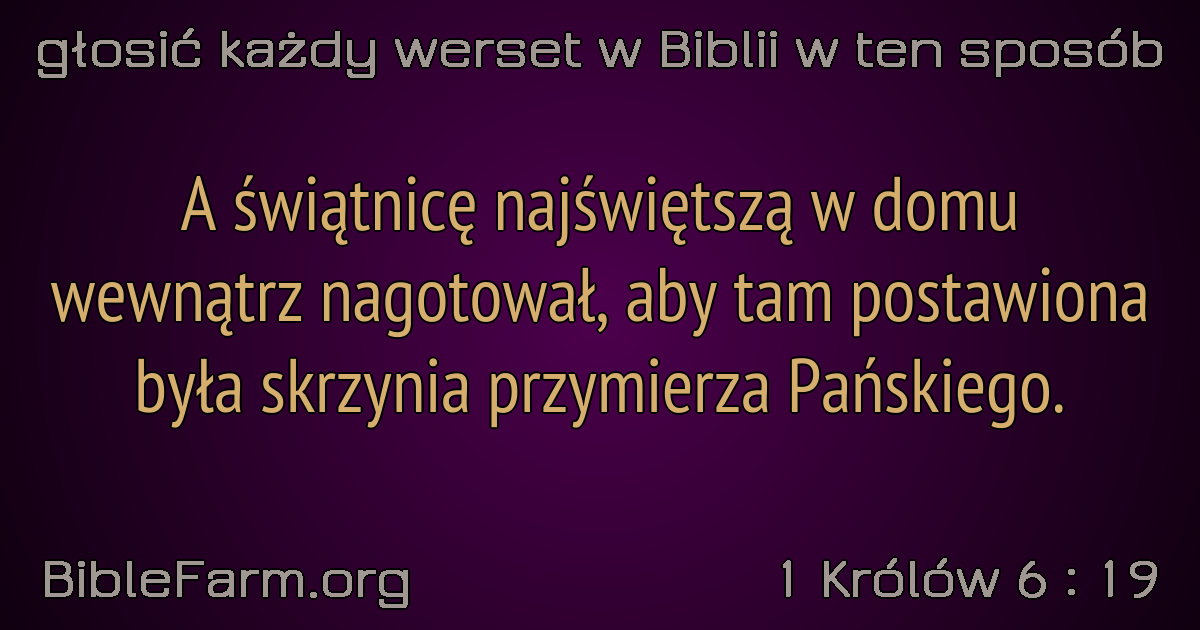 głosić każdy werset w Biblii w ten sposób
A świątnicę najświętszą w domu
wewnątrz nagotował, aby tam postawiona
była skrzynia przymierza Pańskiego.
BibleFarm.org
1 Królów 6 : 19